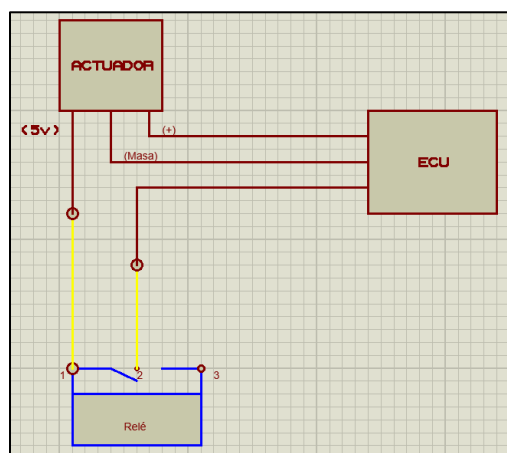 ACTUADOR
(5v)
(+)
(Masa)
ECU
1
2
3
Relé